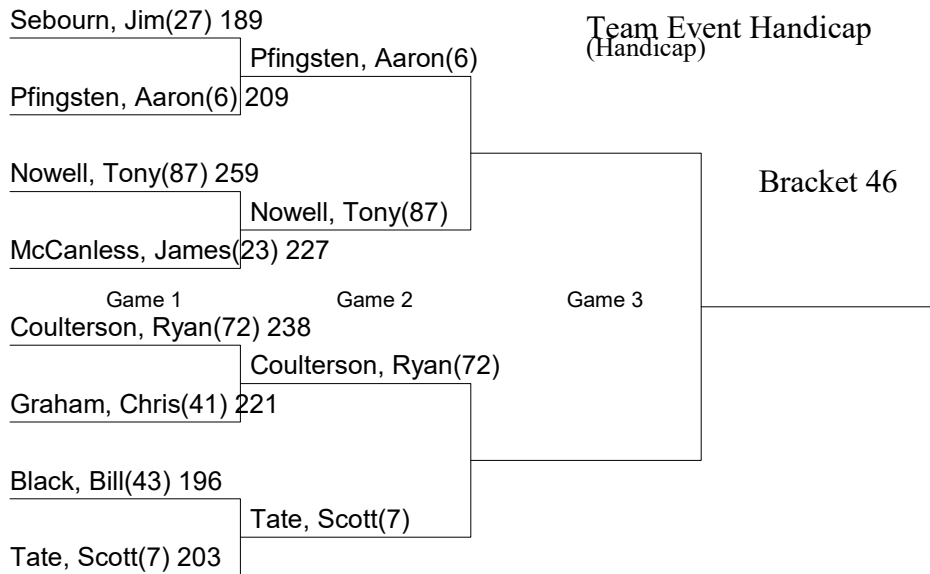 Sebourn, Jim(27) 189
Team Event Handicap
(Handicap)
Pfingsten, Aaron(6)
Pfingsten, Aaron(6) 209
Nowell, Tony(87) 259
Bracket 46
Nowell, Tony(87)
McCanless, James(23) 227
Game 1 Game 2 Game 3
Coulterson, Ryan(72) 238
Coulterson, Ryan(72)
Graham, Chris(41) 221
Black, Bill(43) 196
Tate, Scott(7)
Tate, Scott(7) 203